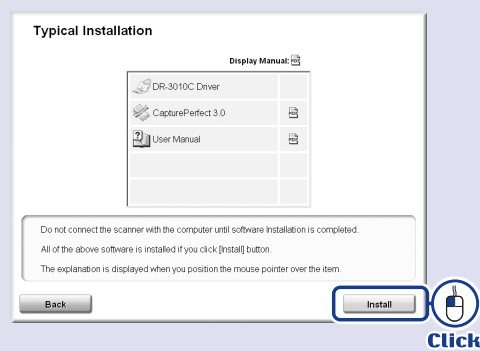 Typical Installation
Display Manual:
DR-3010C Driver
CapturePerfect 3.0
User Manual
Do not connect the scanner with the computer until software Installation is completed.
All of the above software is installed if you click [Install] button.
The explanation is displayed when you position the mouse pointer over the item.
Back
Install
Click